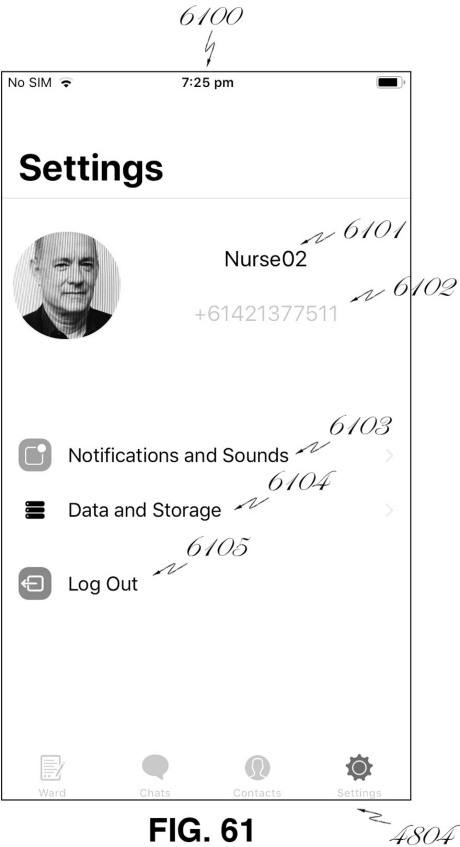 6100
No SIM 7:25 pm
Settings
6101
Nurse02
6102
+61421377511
6103
Notifications and Sounds
6104
Data and Storage
6105
Log Out
Ward Chats Contacts Settings
FIG. 61
4804